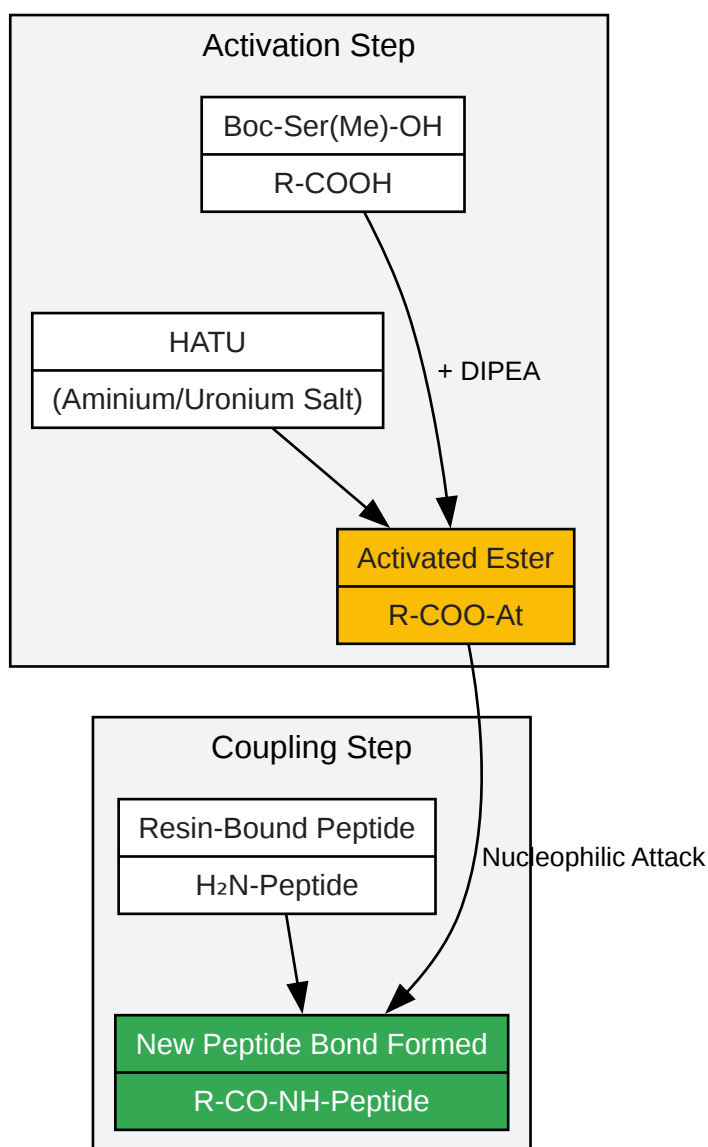 Activation Step
Boc-Ser(Me)-OH
R-COOH
HATU
(Aminium/Uronium Salt)
+ DIPEA
Activated Ester
R-COO-At
Coupling Step
Resin-Bound Peptide
H₂N-Peptide
Nucleophilic Attack
New Peptide Bond Formed
R-CO-NH-Peptide